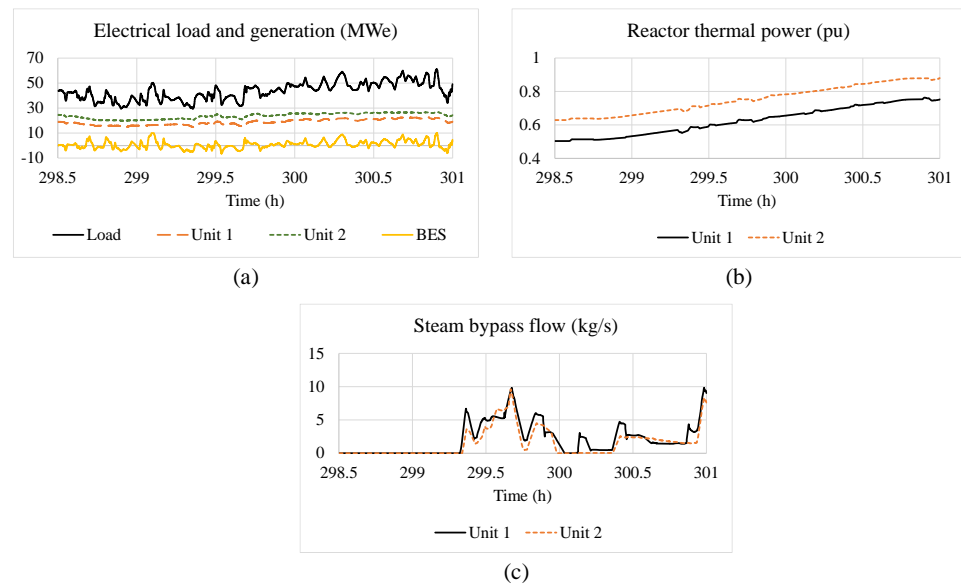 Electrical load and generation (MWe)
70
50
30
10
-10
298.5 299 299.5 300 300.5 301
Time (h)
Load Unit 1 Unit 2 BES
(a)
Reactor thermal power (pu)
1
0.8
0.6
0.4
298.5 299 299.5 300 300.5 301
Time (h)
Unit 1 Unit 2
(b)
Steam bypass flow (kg/s)
15
10
5
0
298.5 299 299.5 300 300.5 301
Time (h)
Unit 1 Unit 2
(c)